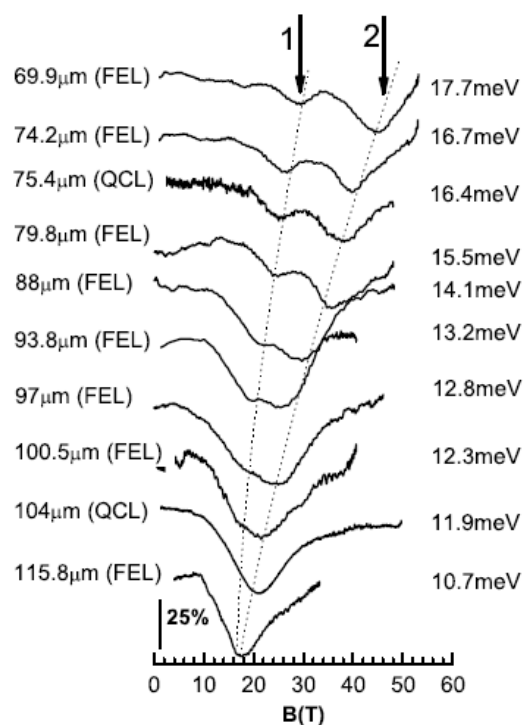 1 2
69.9μm (FEL) 17.7meV
74.2μm (FEL) 16.7meV
75.4μm (QCL) 16.4meV
79.8μm (FEL) 15.5meV
88μm (FEL) 14.1meV
93.8μm (FEL) 13.2meV
97μm (FEL) 12.8meV
100.5μm (FEL) 12.3meV
104μm (QCL) 11.9meV
115.8μm (FEL) 10.7meV
25%
0 10 20 30 40 50 60
B(T)